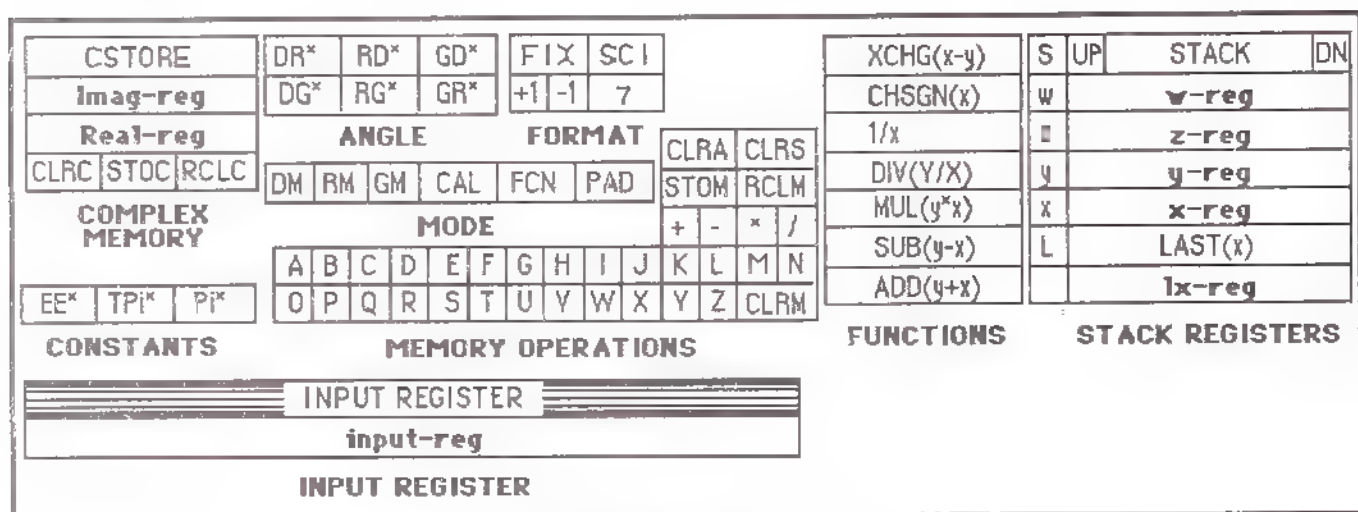 CSTORE
Imag-reg
Real-reg
CLRC STOC RCLC
COMPLEX
MEMORY
DR* RD* GD*
DG* RG* GR*
ANGLE
FIX SCI
+1 -1 7
FORMAT
DM RM GM CAL FCN PAD
MODE
CLRA CLRS
STOM RCLM
+ - * /
A B C D E F G H I J K L M N
O P Q R S T U V W X Y Z CLRM
MEMORY OPERATIONS
EE* TPi* Pi*
CONSTANTS
INPUT REGISTER
input-reg
INPUT REGISTER
XCHG(x-y)
CHSGN(x)
1/x
DIV(Y/X)
MUL(y*x)
SUB(y-x)
ADD(y+x)
FUNCTIONS
S UP STACK DN
w w-reg
z-reg
y y-reg
x x-reg
L LAST(x)
lx-reg
STACK REGISTERS